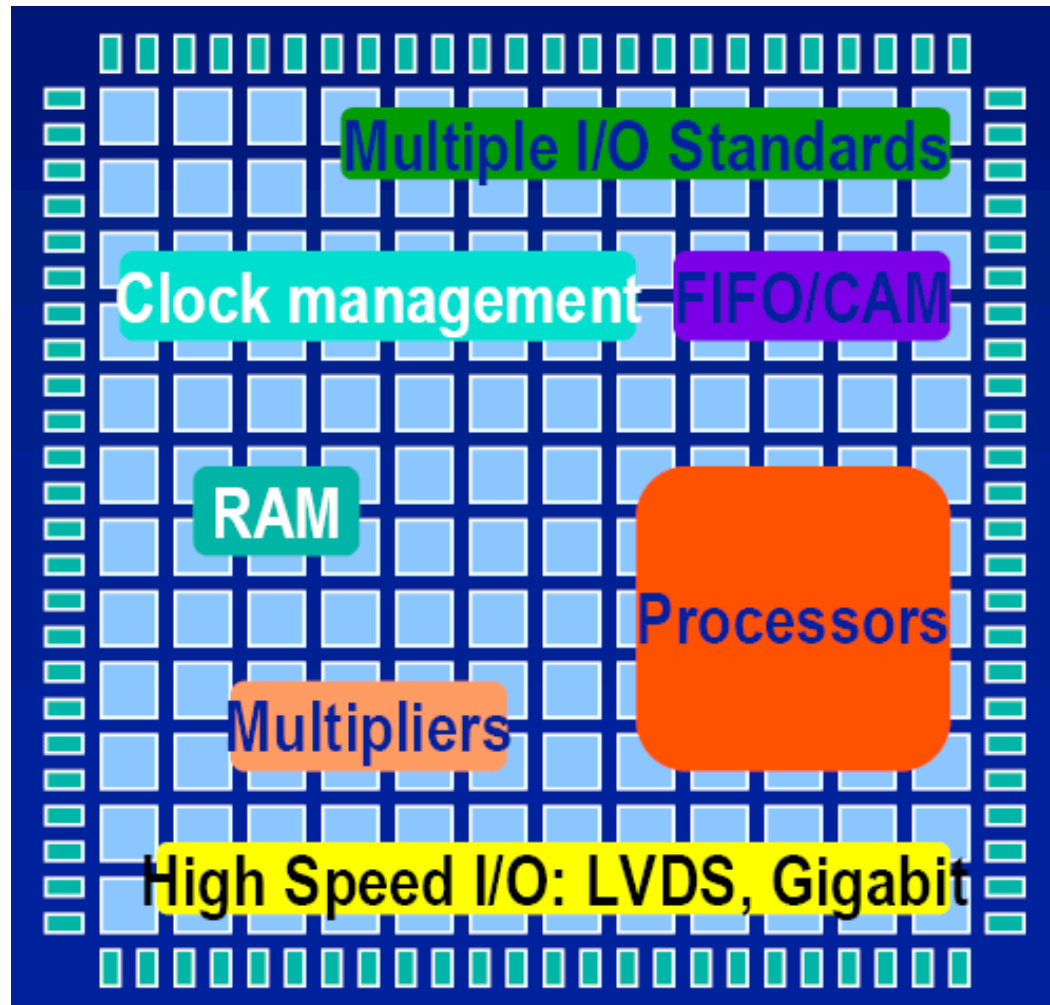 Multiple I/O Standards
Clock management
FIFO/CAM
RAM
Processors
Multipliers
High Speed I/O: LVDS, Gigabit